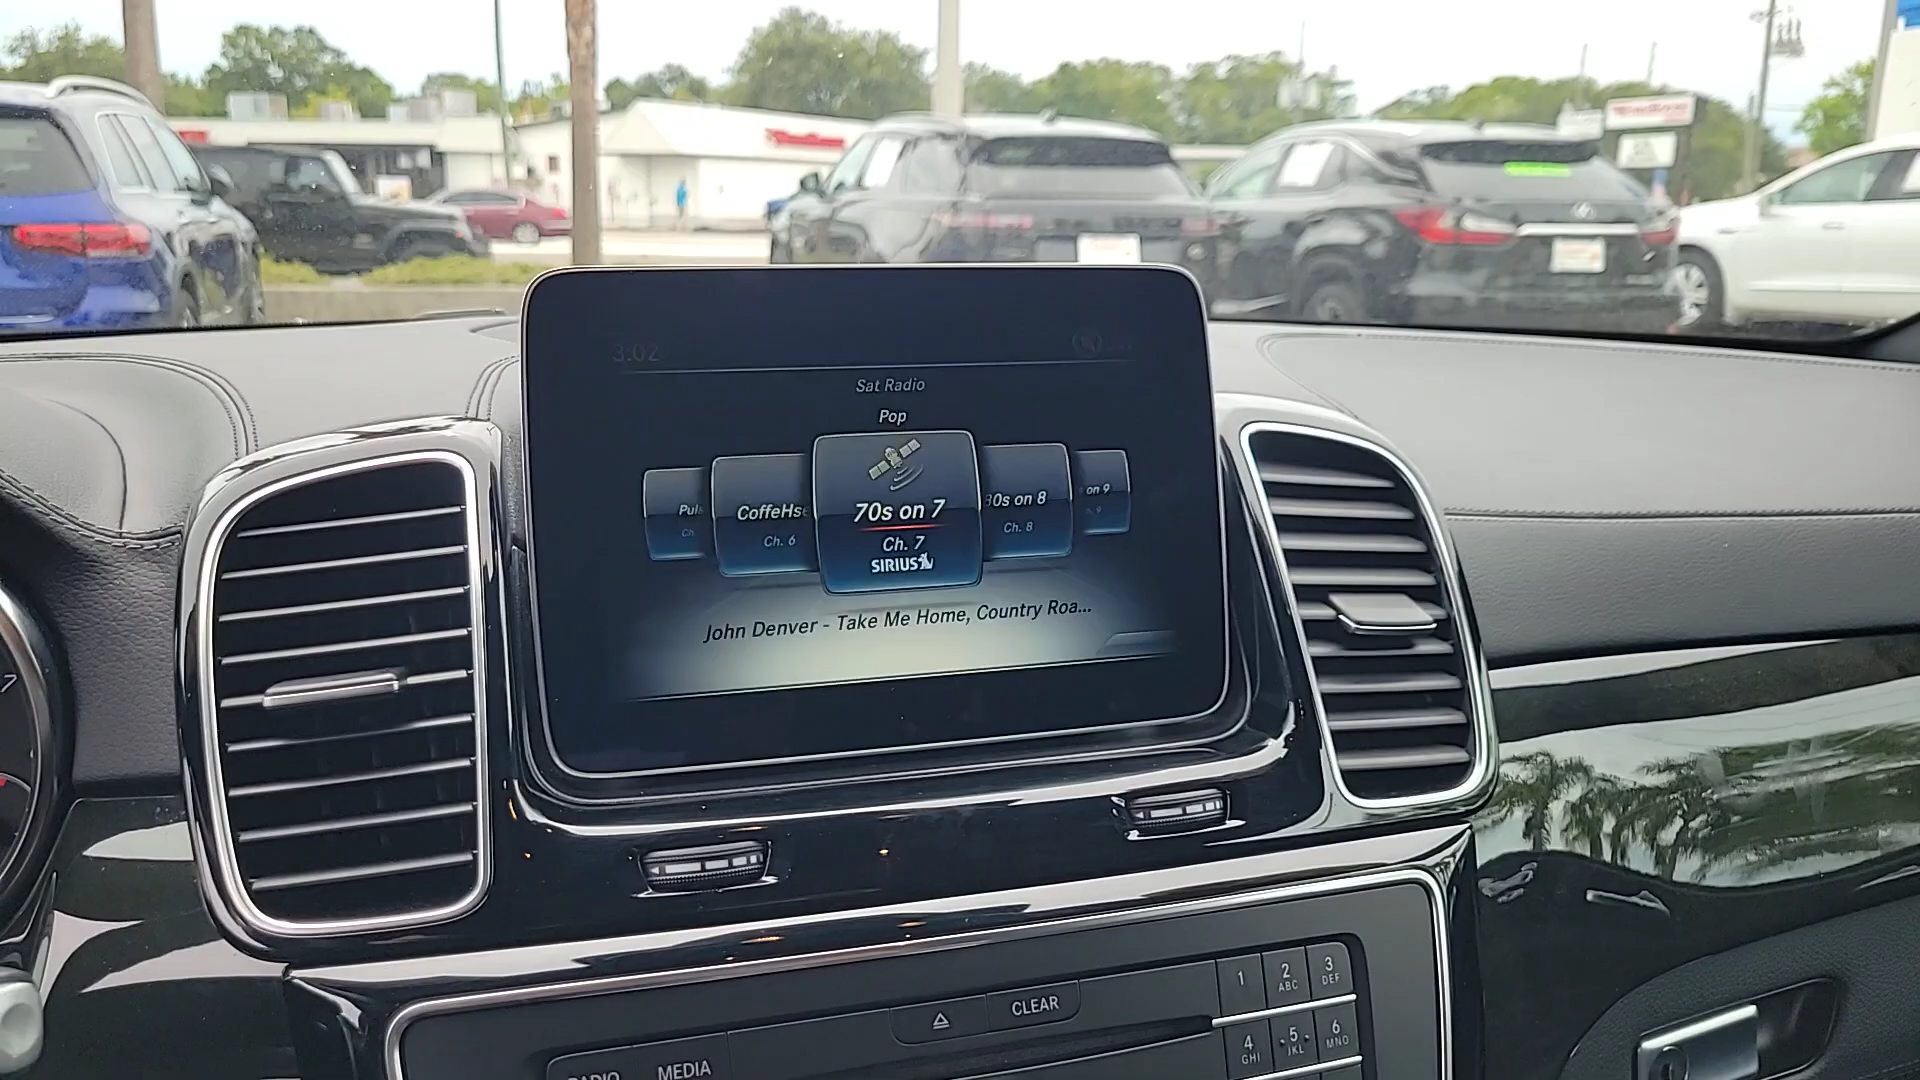 3:02
Sat Radio
Pop
CoffeHse
Ch. 6
70s on 7
Ch. 7
SIRIUS
80s on 8
Ch. 8
on 9
John Denver - Take Me Home, Country Roa...
7
CLEAR
RADIO
MEDIA
1
2
ABC
3
DEF
4
GHI
5
JKL
6
MNO